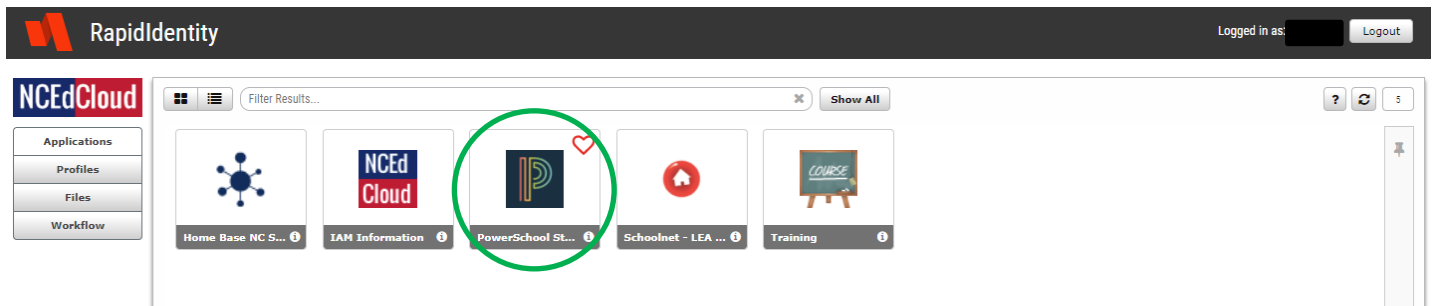 RapidIdentity
Logged in as:
Logout
NCEdCloud
Filter Results...
Show All
?
5
Applications
Profiles
Files
Workflow
NCEd
Cloud
COURSE
Home Base NC S...
IAM Information
PowerSchool St...
Schoolnet - LEA ...
Training